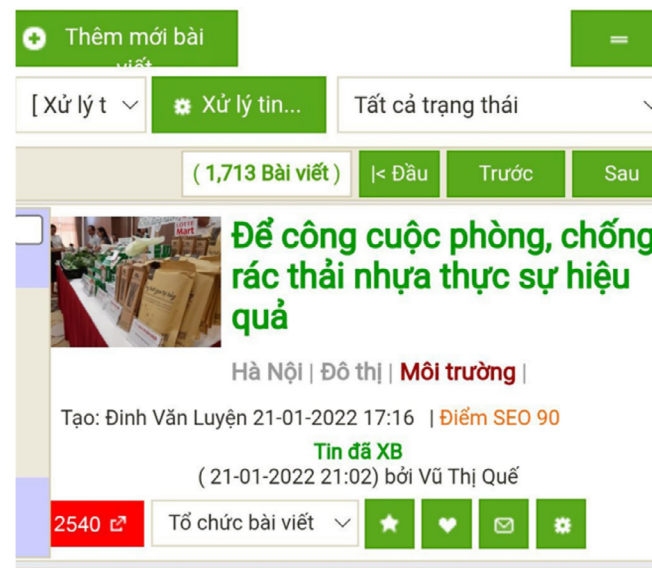 Thêm mới bài
viết
[ Xử lý t
Xử lý tin...
Tất cả trạng thái
( 1,713 Bài viết )
|< Đầu
Trước
Sau
LOTTE
Mart
Để công cuộc phòng, chống
rác thải nhựa thực sự hiệu
quả
Hà Nội | Đô thị | Môi trường |
Tạo: Đinh Văn Luyện 21-01-2022 17:16 | Điểm SEO 90
Tin đã XB
( 21-01-2022 21:02) bởi Vũ Thị Quế
2540
Tổ chức bài viết